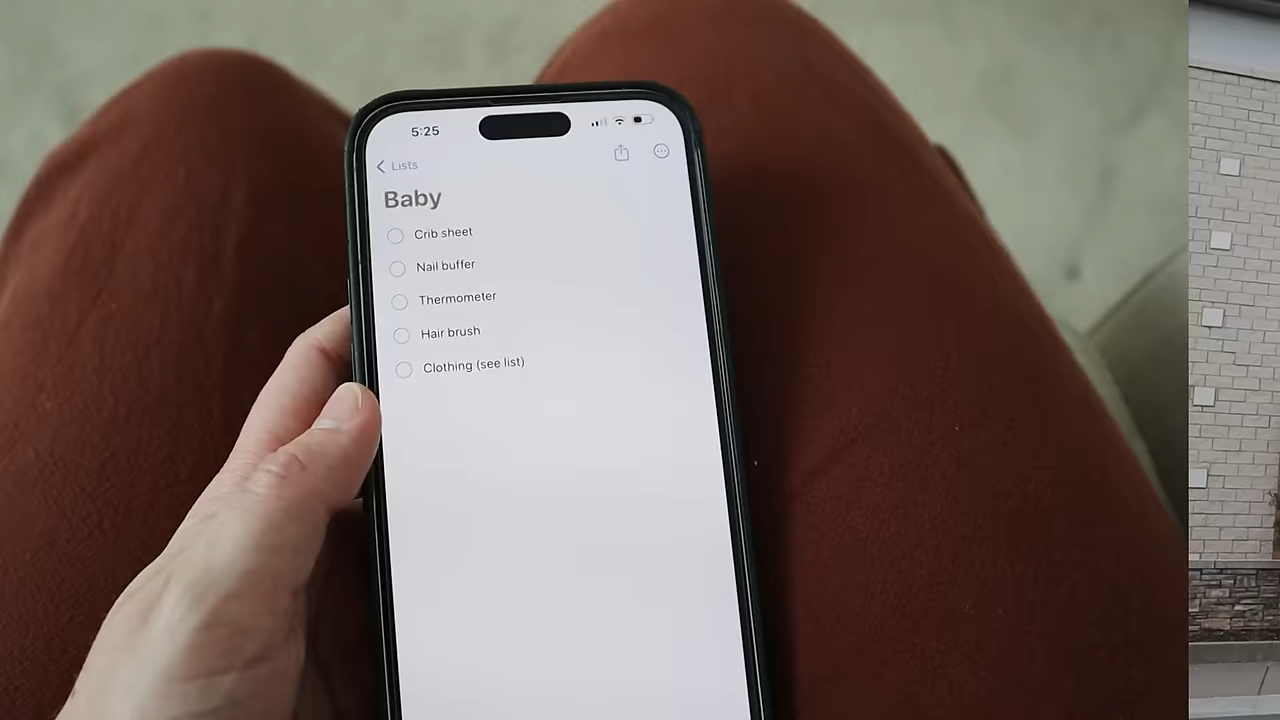 5:25
Lists
Baby
Crib sheet
Nail buffer
Thermometer
Hair brush
Clothing (see list)